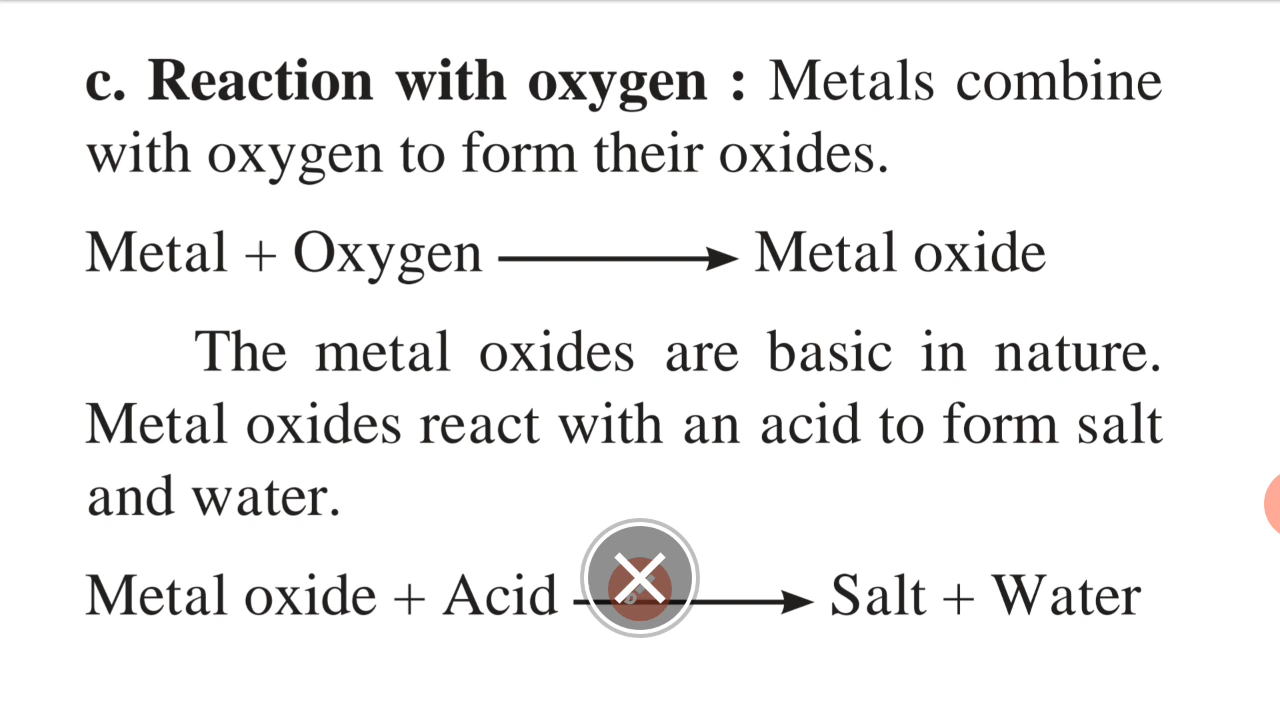 c. Reaction with oxygen : Metals combine
with oxygen to form their oxides.
Metal + Oxygen ⟶ Metal oxide
The metal oxides are basic in nature.
Metal oxides react with an acid to form salt
and water.
Metal oxide + Acid ⟶ Salt + Water